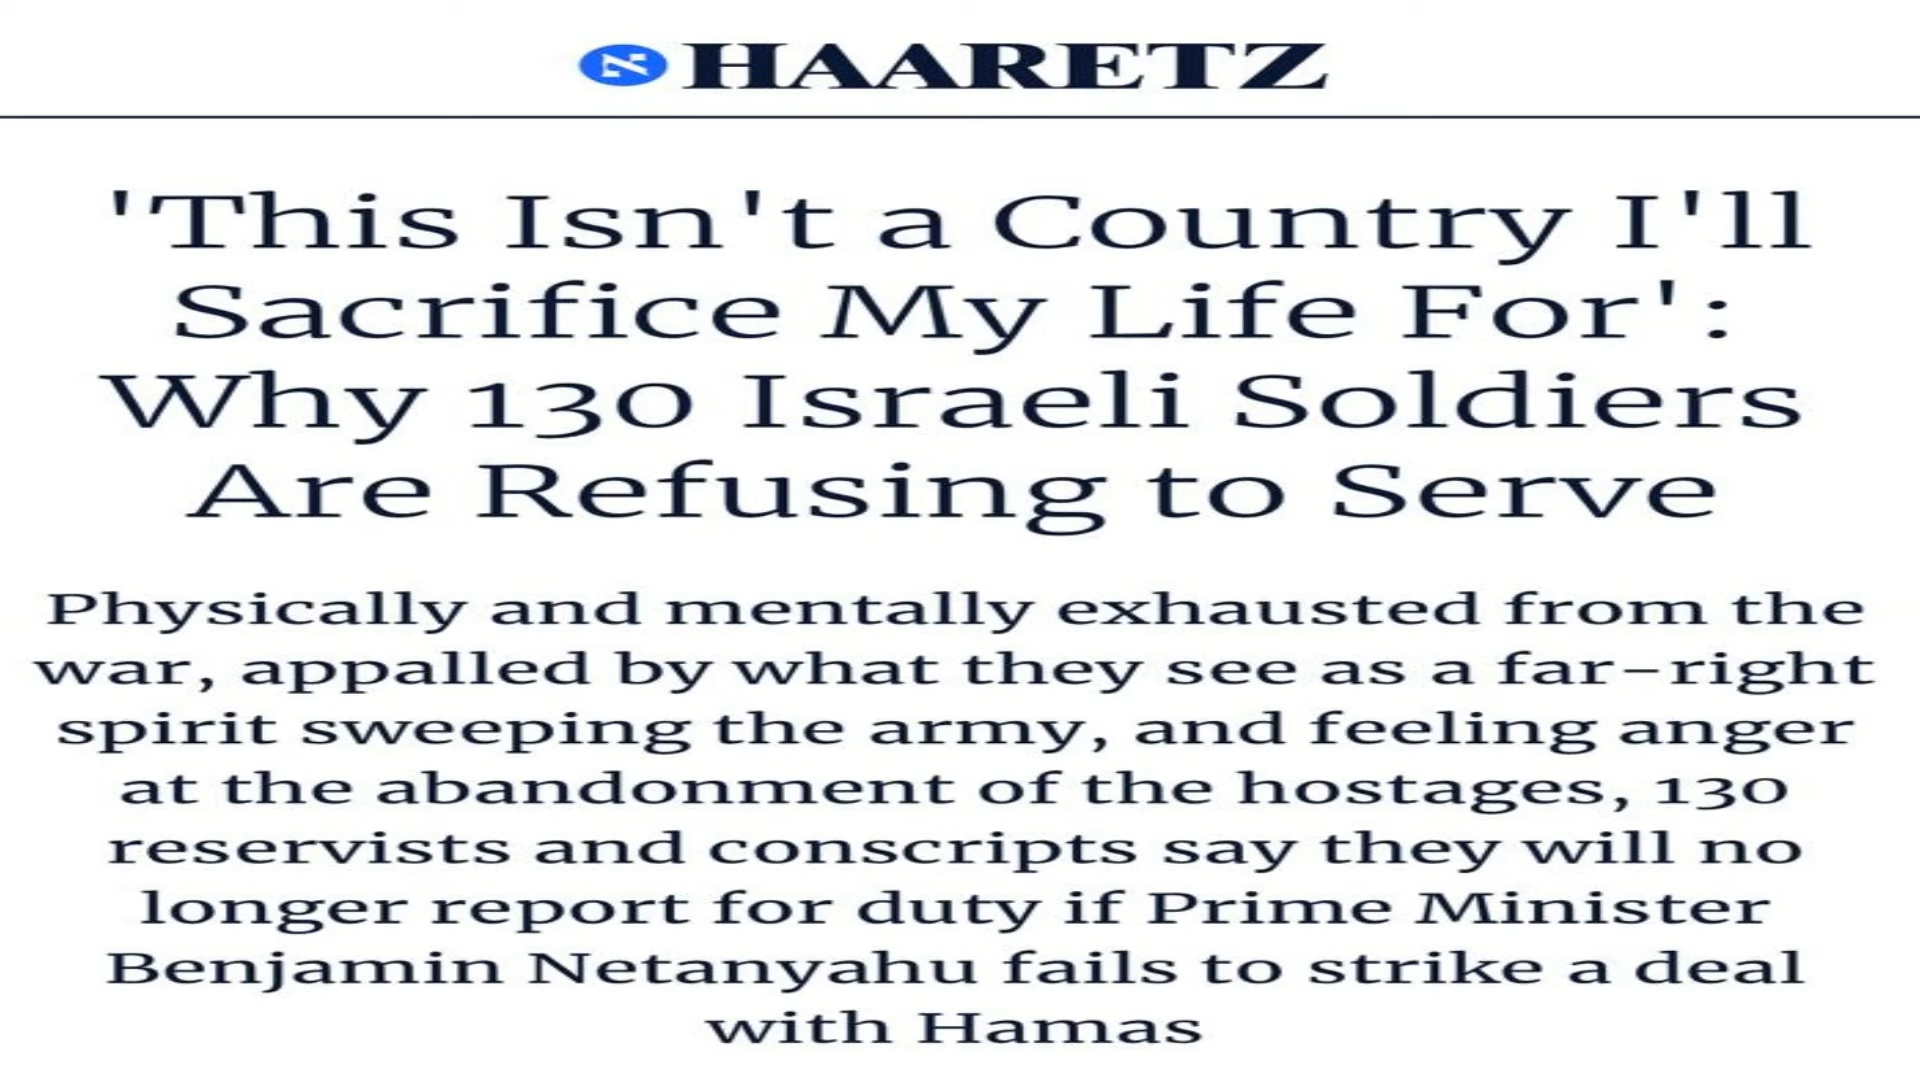 HAARETZ
'This Isn't a Country I'll
Sacrifice My Life For':
Why 130 Israeli Soldiers
Are Refusing to Serve
Physically and mentally exhausted from the
war, appalled by what they see as a far-right
spirit sweeping the army, and feeling anger
at the abandonment of the hostages, 130
reservists and conscripts say they will no
longer report for duty if Prime Minister
Benjamin Netanyahu fails to strike a deal
with Hamas